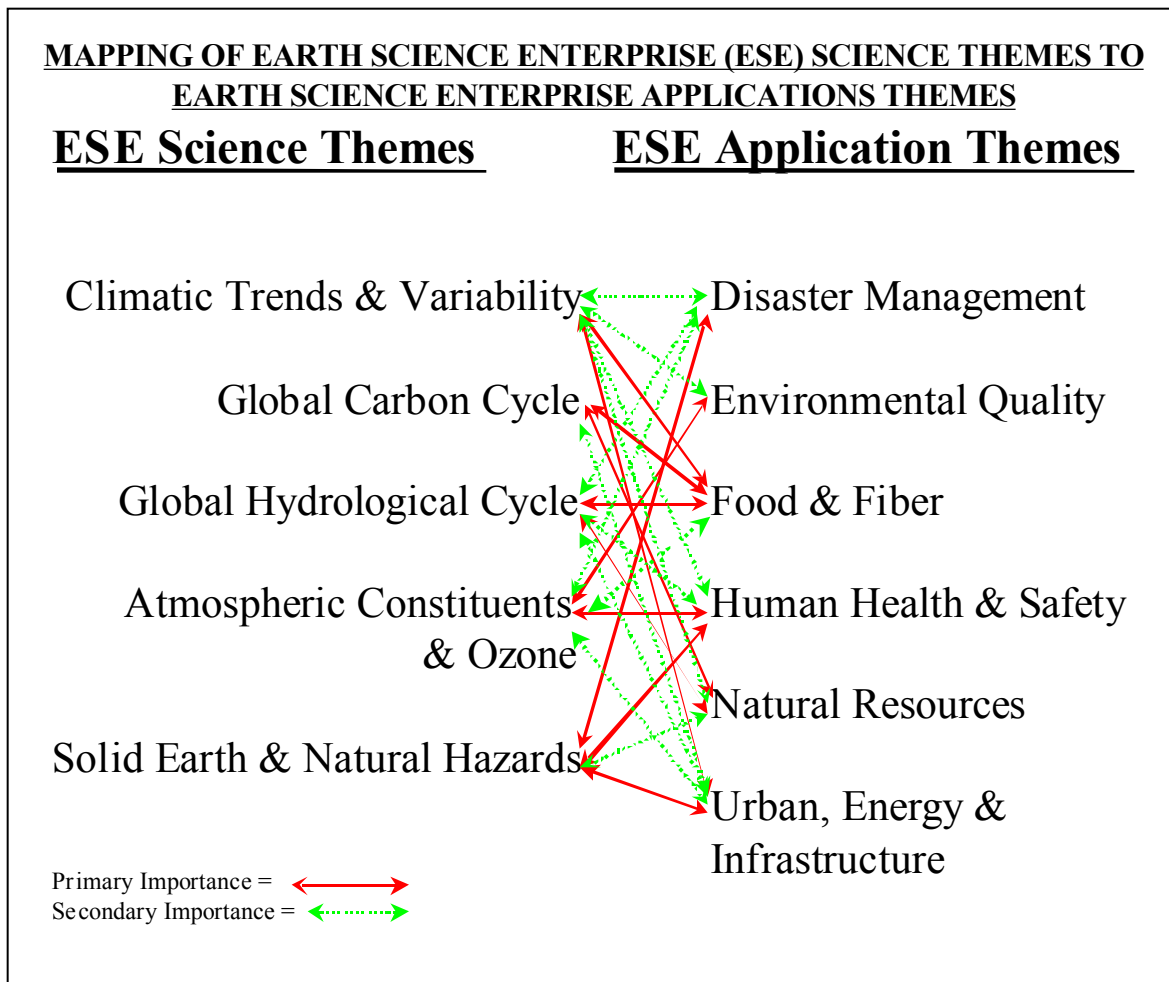 MAPPING OF EARTH SCIENCE ENTERPRISE (ESE) SCIENCE THEMES TO
EARTH SCIENCE ENTERPRISE APPLICATIONS THEMES
ESE Science Themes
ESE Application Themes
Climatic Trends & Variability
Disaster Management
Global Carbon Cycle
Environmental Quality
Global Hydrological Cycle
Food & Fiber
Atmospheric Constituents
& Ozone
Human Health & Safety
Natural Resources
Solid Earth & Natural Hazards
Urban, Energy &
Infrastructure
Primary Importance =
Secondary Importance =